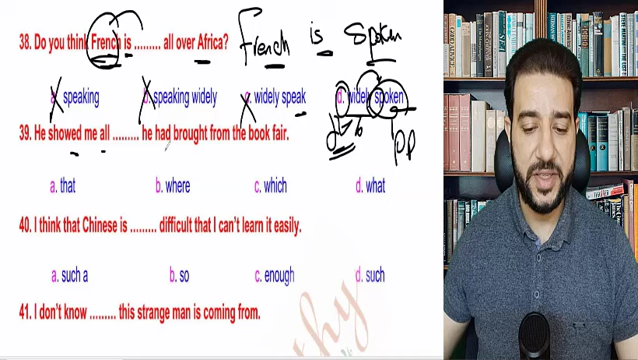 38. Do you think French is ......... all over Africa? French is spoken
a. speaking b. speaking widely c. widely speak d. widely spoken
39. He showed me all ......... he had brought from the book fair. pp
a. that b. where c. which d. what
40. I think that Chinese is ......... difficult that I can't learn it easily.
a. such a b. so c. enough d. such
41. I don't know ......... this strange man is coming from.